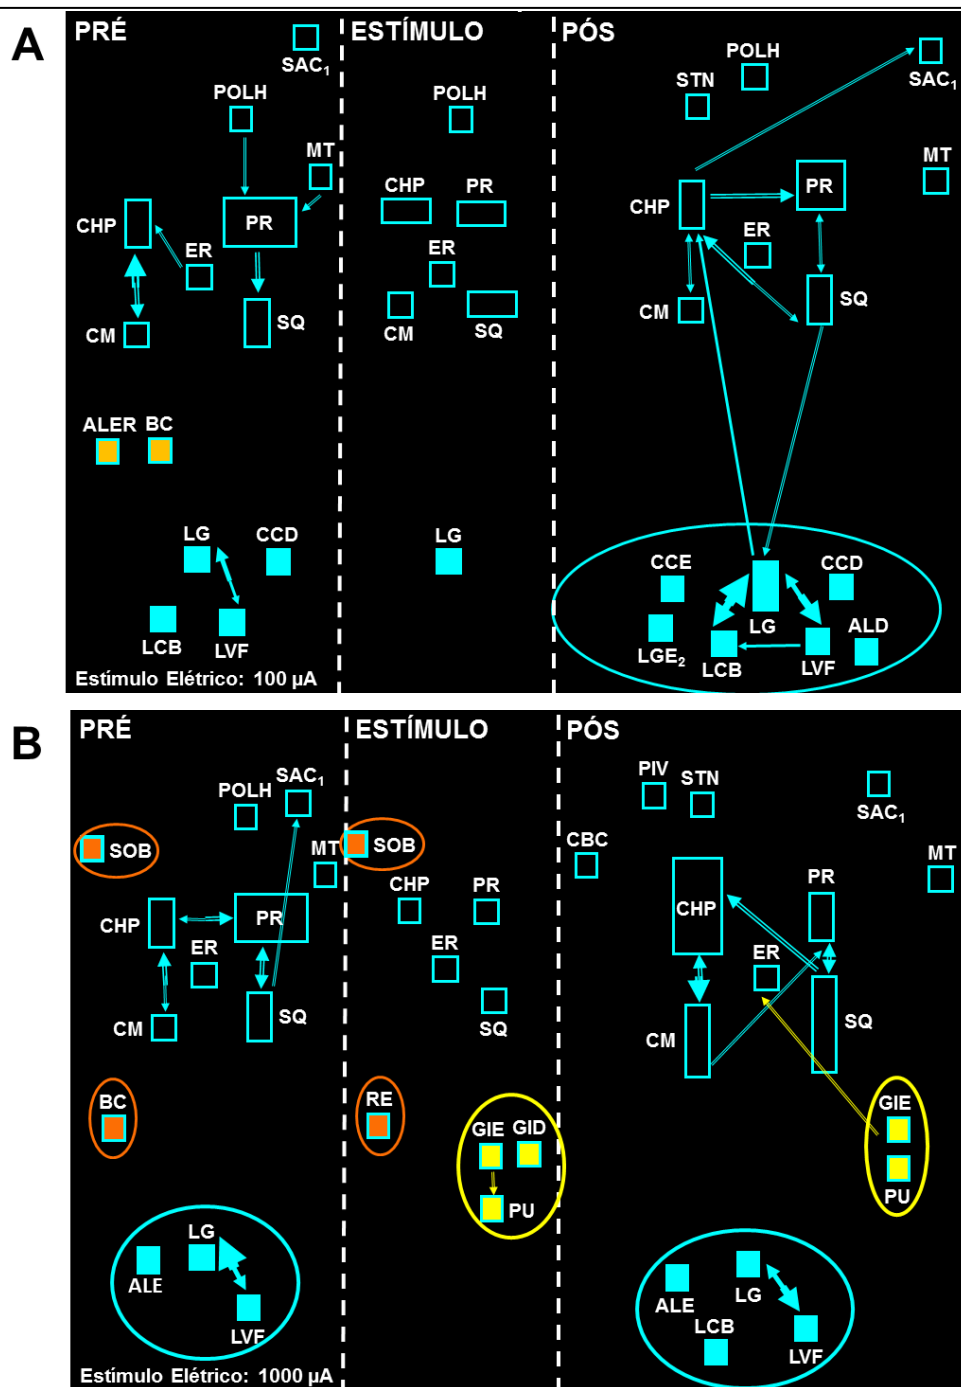 A
PRÉ
ESTÍMULO
PÓS
SAC₁
POLH
MT
CHP
PR
ER
CM
SQ
ALER
BC
LG
CCD
LCB
LVF
Estímulo Elétrico: 100 µA
POLH
CHP
PR
ER
CM
SQ
LG
POLH
STN
SAC₁
MT
CHP
PR
ER
CM
SQ
CCE
CCD
LG
LGE₂
LCB
LVF
ALD
B
PRÉ
ESTÍMULO
PÓS
SAC₁
POLH
SOB
MT
CHP
PR
ER
CM
SQ
BC
LG
ALE
LVF
Estímulo Elétrico: 1000 µA
SOB
CHP
PR
ER
SQ
RE
GIE
GID
PU
PIV
STN
SAC₁
CBC
MT
CHP
PR
ER
CM
SQ
GIE
PU
ALE
LG
LCB
LVF